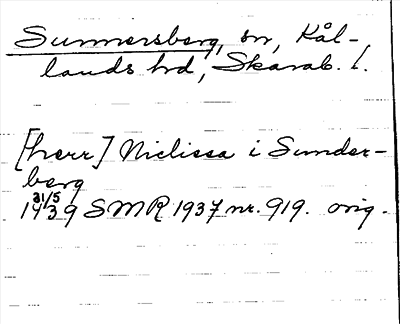 Sunnersberg, sn, Kål-
lands hd, Skarab. l.
[herr] Niclissa i Sunder-
berg
31/5
1439 SMR 1937 nr. 919. orig.